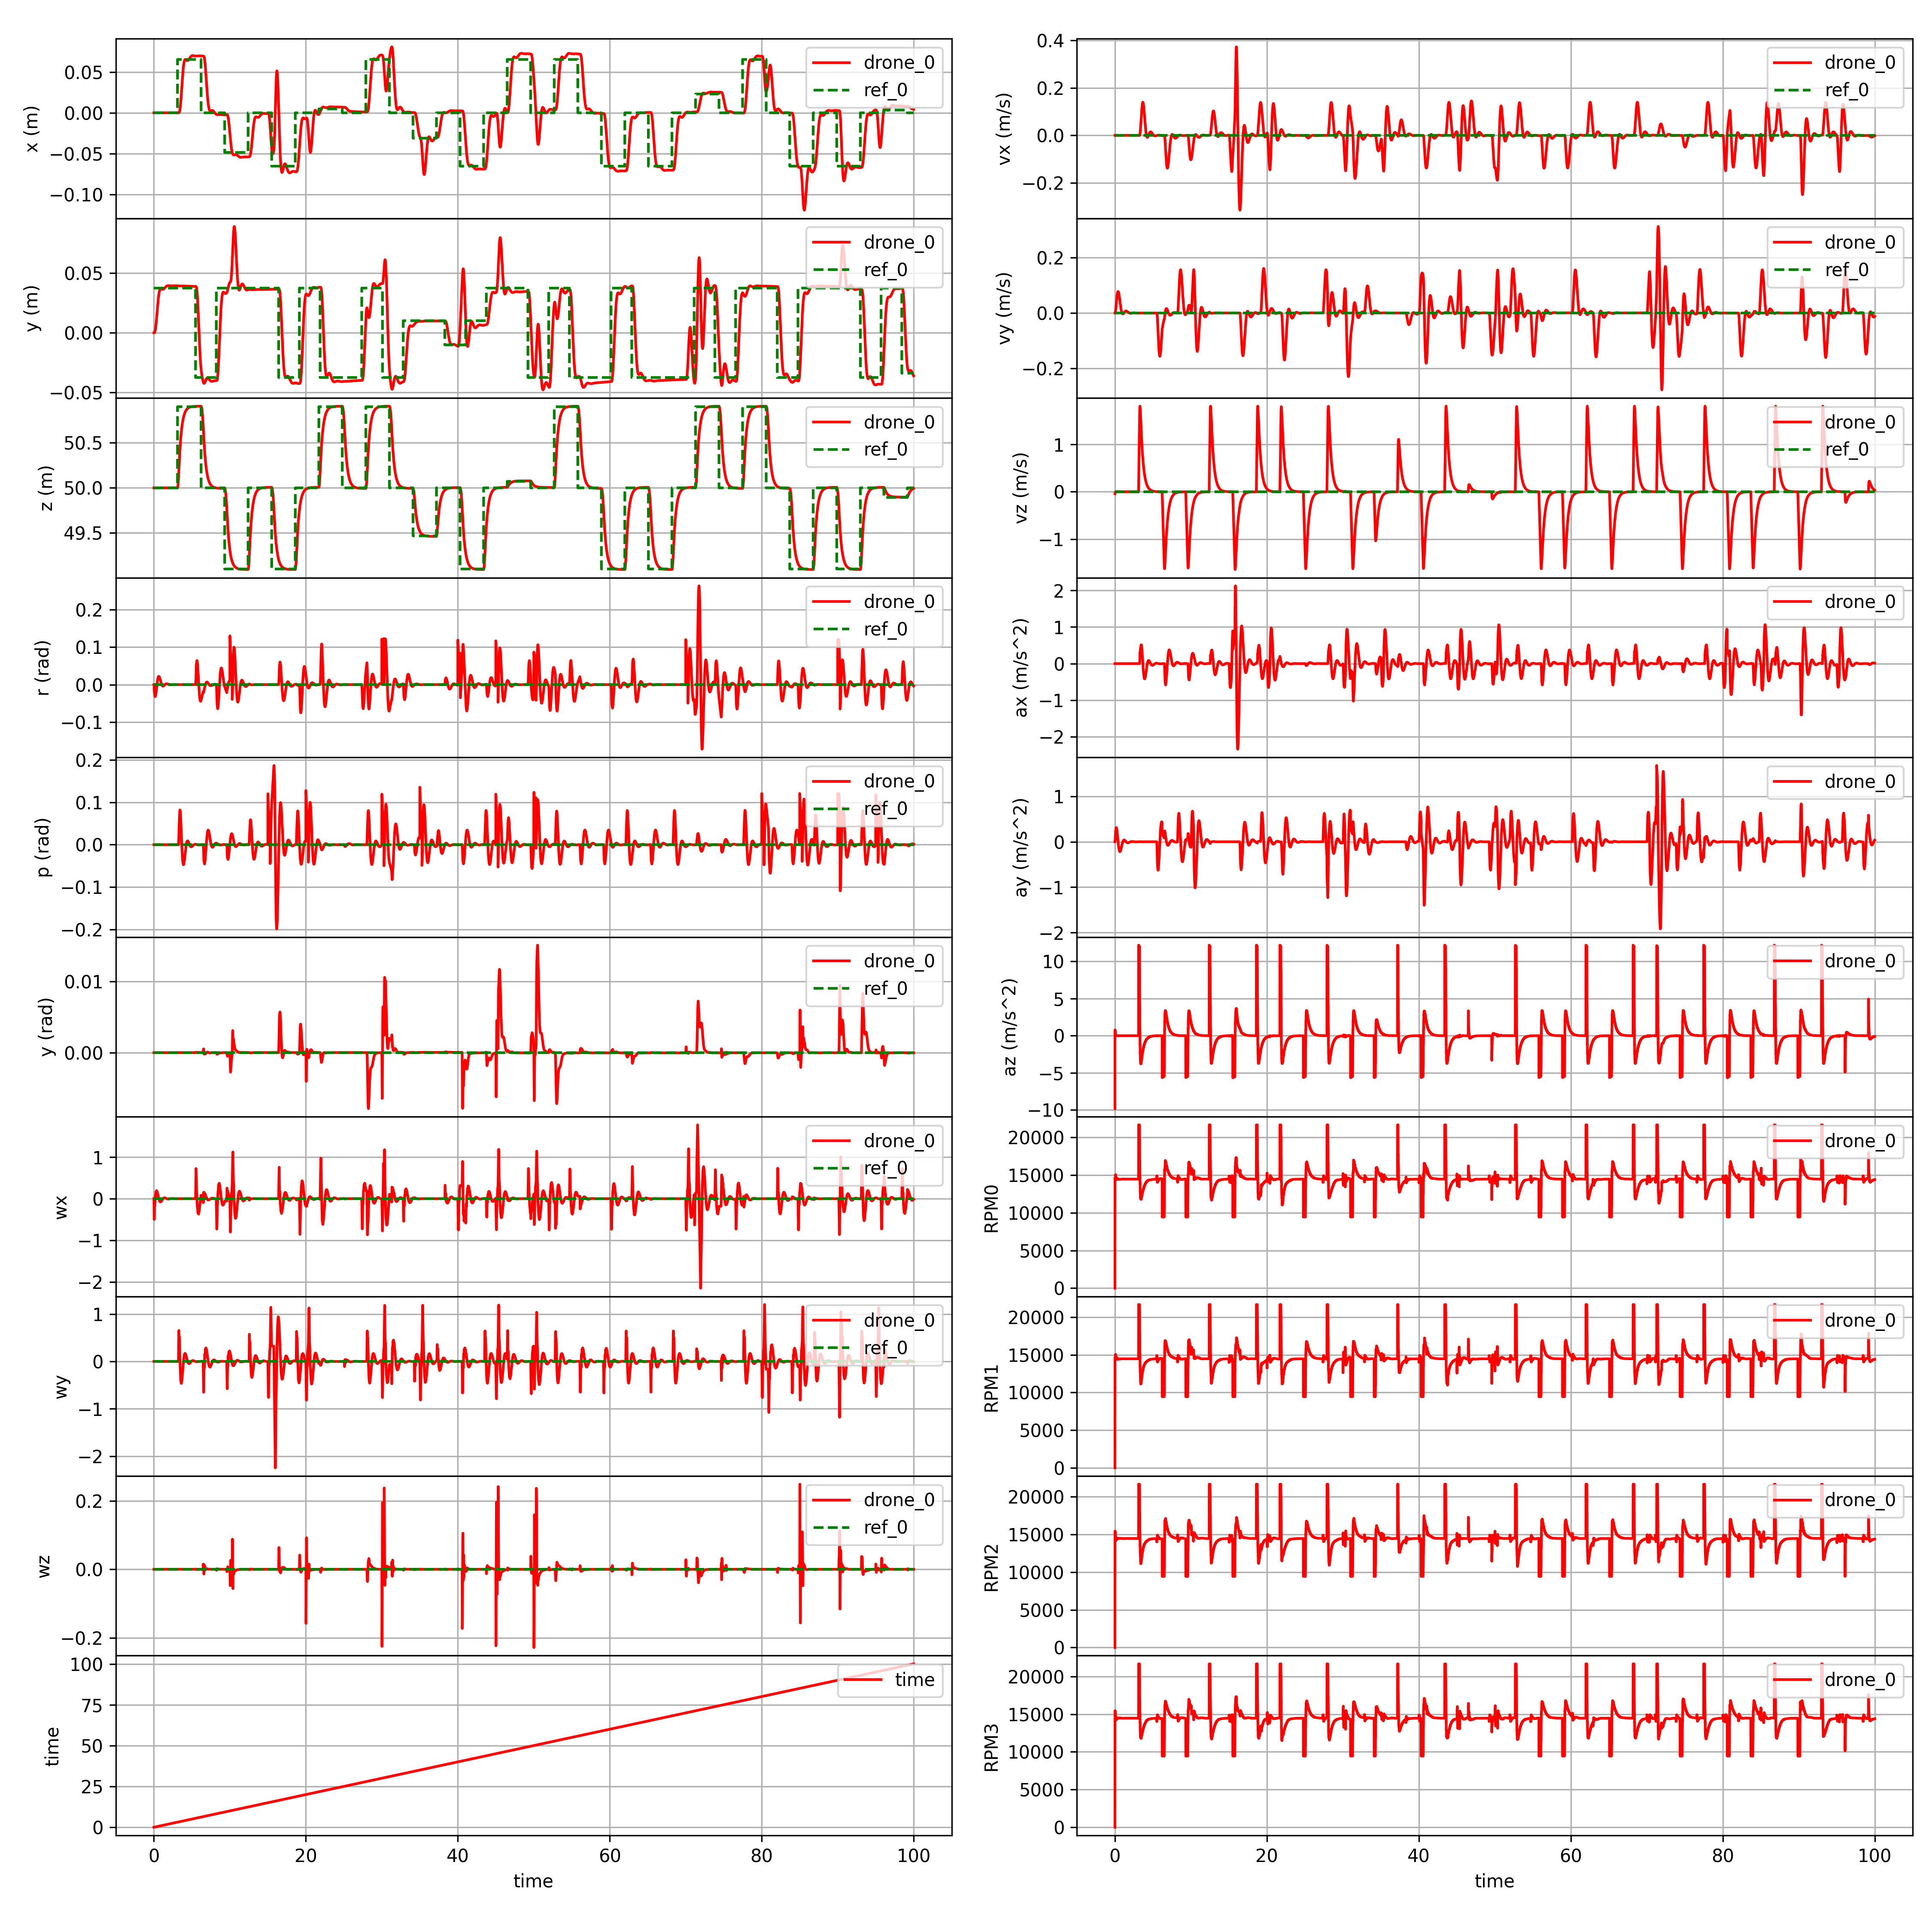 x (m)
0.05
0.00
−0.05
−0.10
drone_0
ref_0
y (m)
0.05
0.00
−0.05
drone_0
ref_0
z (m)
50.5
50.0
49.5
drone_0
ref_0
r (rad)
0.2
0.1
0.0
−0.1
drone_0
ref_0
p (rad)
0.2
0.1
0.0
−0.1
−0.2
drone_0
ref_0
y (rad)
0.01
0.00
drone_0
ref_0
wx
1
0
−1
−2
drone_0
ref_0
wy
1
0
−1
−2
drone_0
ref_0
wz
0.2
0.0
−0.2
drone_0
ref_0
time
100
75
50
25
0
time
0 20 40 60 80 100
time
vx (m/s)
0.4
0.2
0.0
−0.2
drone_0
ref_0
vy (m/s)
0.2
0.0
−0.2
drone_0
ref_0
vz (m/s)
1
0
−1
drone_0
ref_0
ax (m/s^2)
2
1
0
−1
−2
drone_0
ay (m/s^2)
1
0
−1
−2
drone_0
az (m/s^2)
10
5
0
−5
−10
drone_0
RPM0
20000
15000
10000
5000
0
drone_0
RPM1
20000
15000
10000
5000
0
drone_0
RPM2
20000
15000
10000
5000
0
drone_0
RPM3
20000
15000
10000
5000
0
drone_0
0 20 40 60 80 100
time